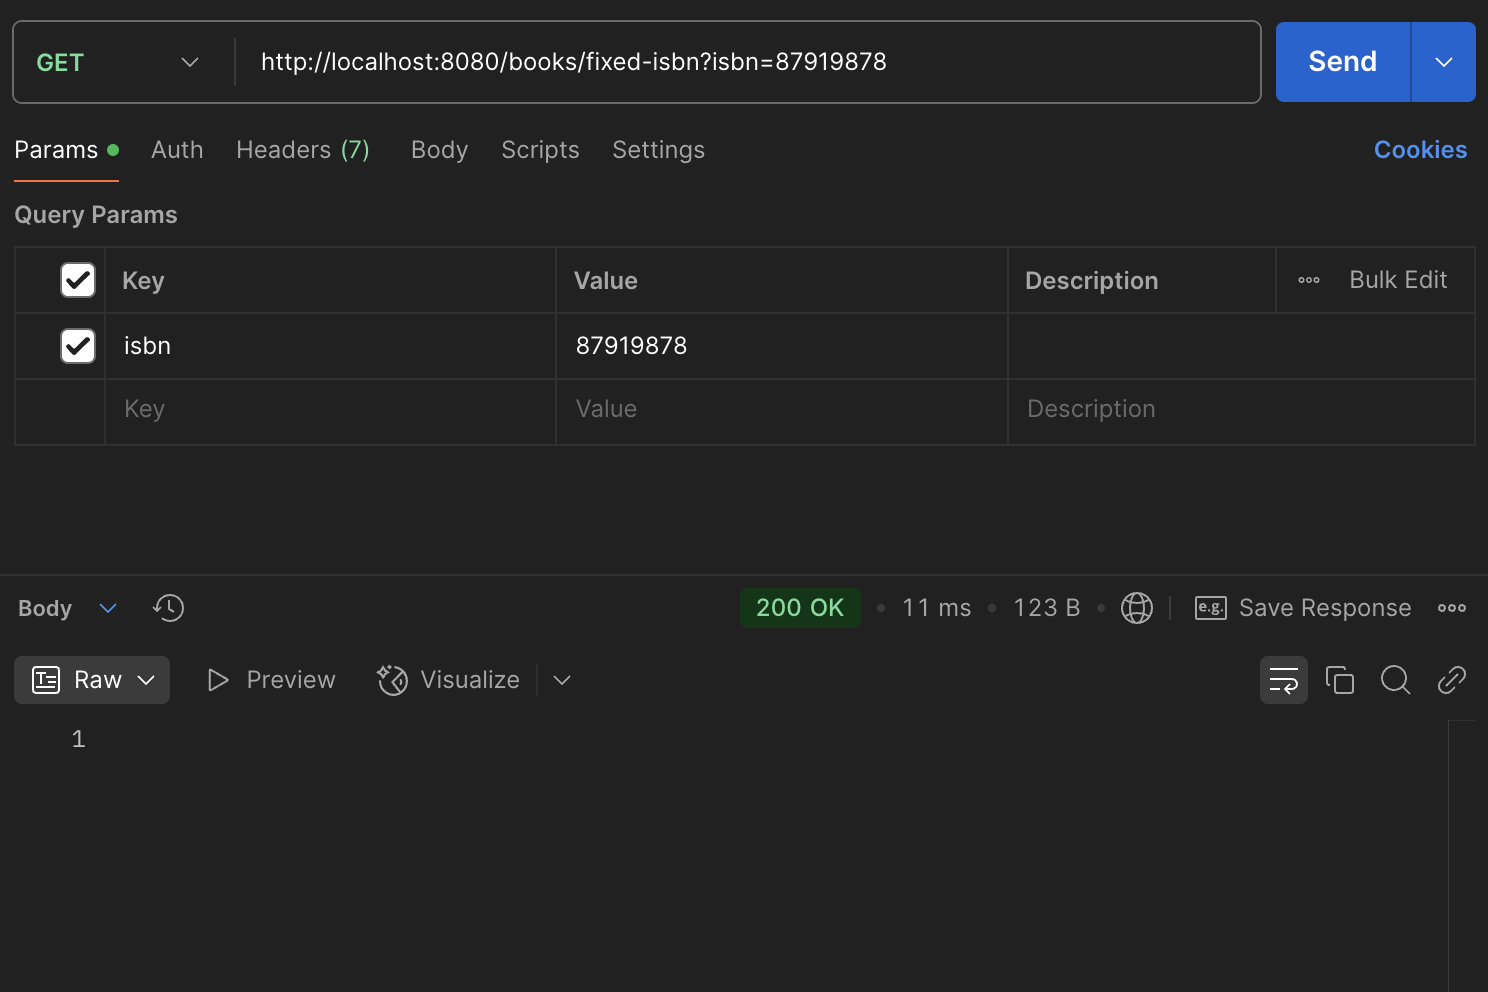 GET http://localhost:8080/books/fixed-isbn?isbn=87919878 Send
Params Auth Headers (7) Body Scripts Settings Cookies
Query Params
Key Value Description Bulk Edit
isbn 87919878
Key Value Description
Body 200 OK 11 ms 123 B e.g. Save Response
Raw Preview Visualize
1